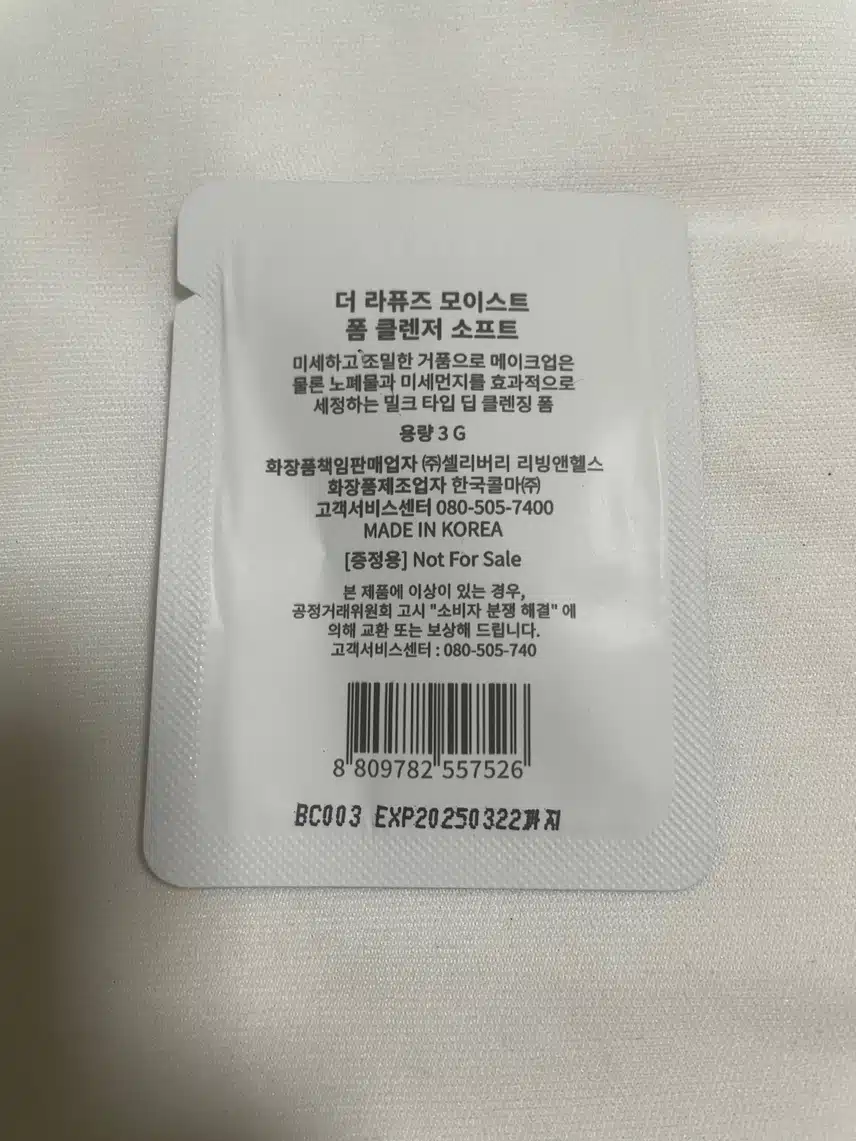 더 라퓨즈 모이스트
폼 클렌저 소프트
미세하고 조밀한 거품으로 메이크업은
물론 노폐물과 미세먼지를 효과적으로
세정하는 밀크 타입 딥 클렌징 폼
용량 3 G
화장품책임판매업자 ㈜셀리버리 리빙앤헬스
화장품제조업자 한국콜마㈜
고객서비스센터 080-505-7400
MADE IN KOREA
[증정용] Not For Sale
본 제품에 이상이 있는 경우,
공정거래위원회 고시 "소비자 분쟁 해결" 에
의해 교환 또는 보상해 드립니다.
고객서비스센터 : 080-505-740
8 809782 557526
BC003 EXP20250322까지